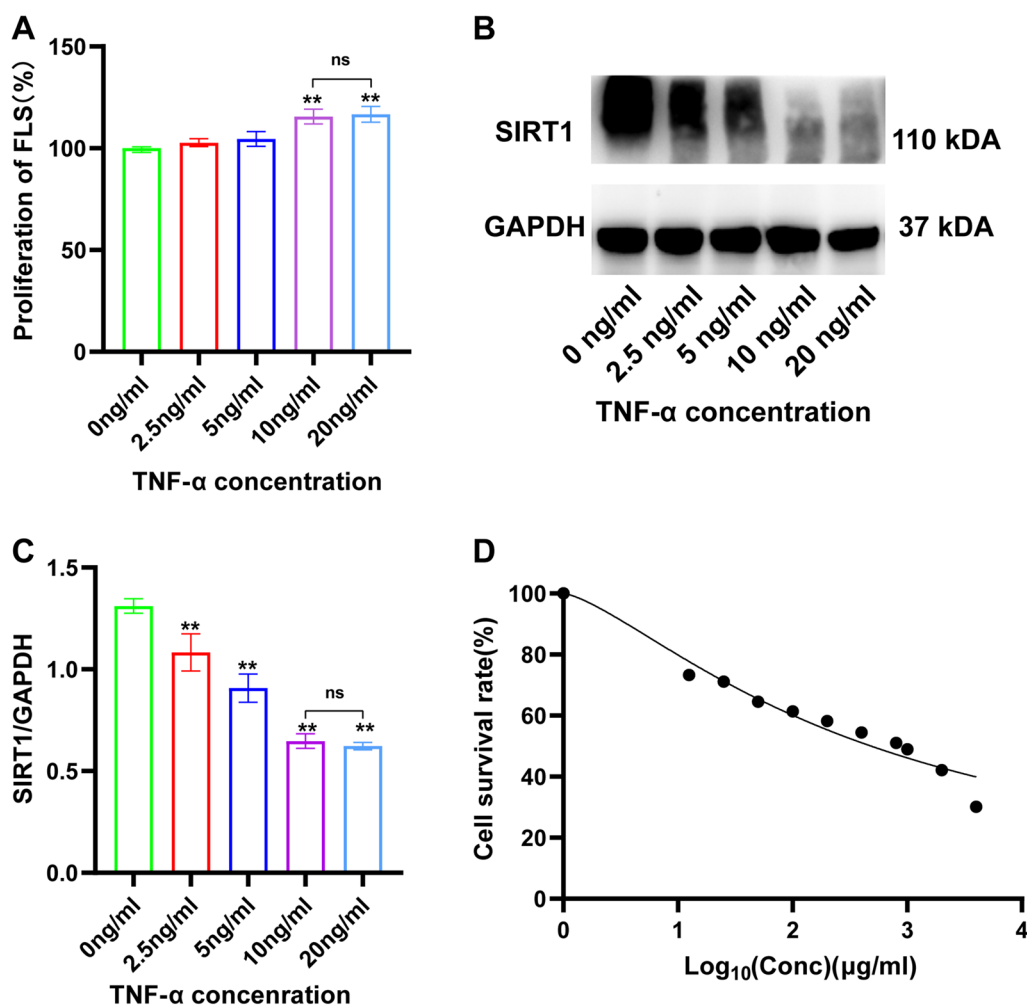 A
Proliferation of FLS(%)
150
100
50
0
ns
**
**
0ng/ml
2.5ng/ml
5ng/ml
10ng/ml
20ng/ml
TNF-α concentration
B
SIRT1
110 kDA
GAPDH
37 kDA
0 ng/ml
2.5 ng/ml
5 ng/ml
10 ng/ml
20 ng/ml
TNF-α concentration
C
SIRT1/GAPDH
1.5
1.0
0.5
0.0
**
**
ns
**
**
0ng/ml
2.5ng/ml
5ng/ml
10ng/ml
20ng/ml
TNF-α concenration
D
Cell survival rate(%)
100
80
60
40
20
0
0
1
2
3
4
Log₁₀(Conc)(μg/ml)